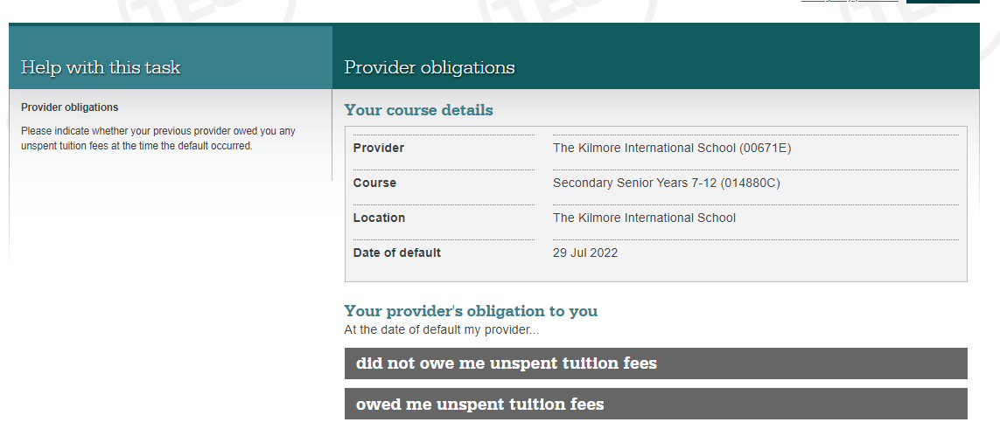 Help with this task
Provider obligations
Provider obligations
Please indicate whether your previous provider owed you any
unspent tuition fees at the time the default occurred.
Your course details
Provider The Kilmore International School (00671E)
Course Secondary Senior Years 7-12 (014880C)
Location The Kilmore International School
Date of default 29 Jul 2022
Your provider's obligation to you
At the date of default my provider...
did not owe me unspent tuition fees
owed me unspent tuition fees